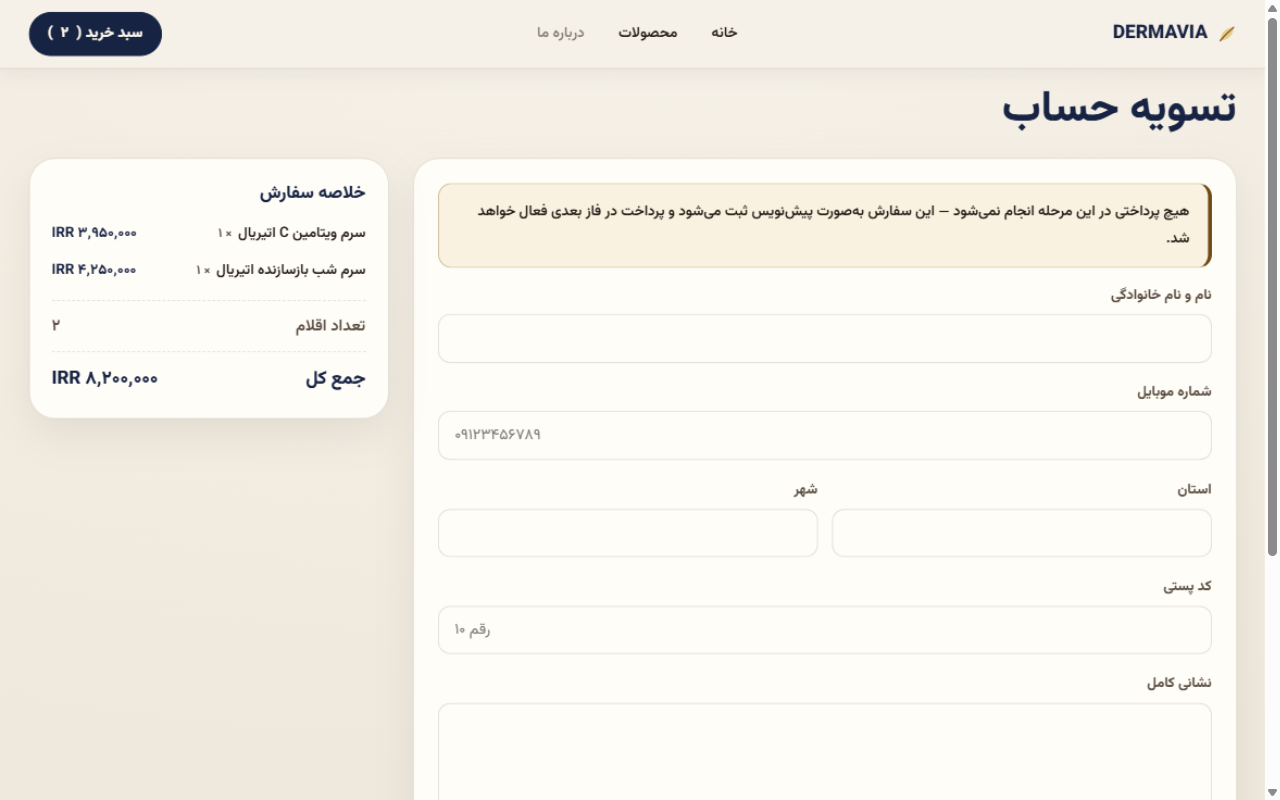 DERMAVIA
خانه
محصولات
درباره ما
سبد خرید ( ۲ )
تسویه حساب
هیچ پرداختی در این مرحله انجام نمی‌شود — این سفارش به‌صورت پیش‌نویس ثبت می‌شود و پرداخت در فاز بعدی فعال خواهد
شد.
نام و نام خانوادگی
شماره موبایل
۰۹۱۲۳۴۵۶۷۸۹
استان
شهر
کد پستی
۱۰ رقم
نشانی کامل
خلاصه سفارش
سرم ویتامین C اتیریال × ۱ IRR ۳,۹۵۰,۰۰۰
سرم شب بازسازنده اتیریال × ۱ IRR ۴,۲۵۰,۰۰۰
تعداد اقلام ۲
جمع کل IRR ۸,۲۰۰,۰۰۰